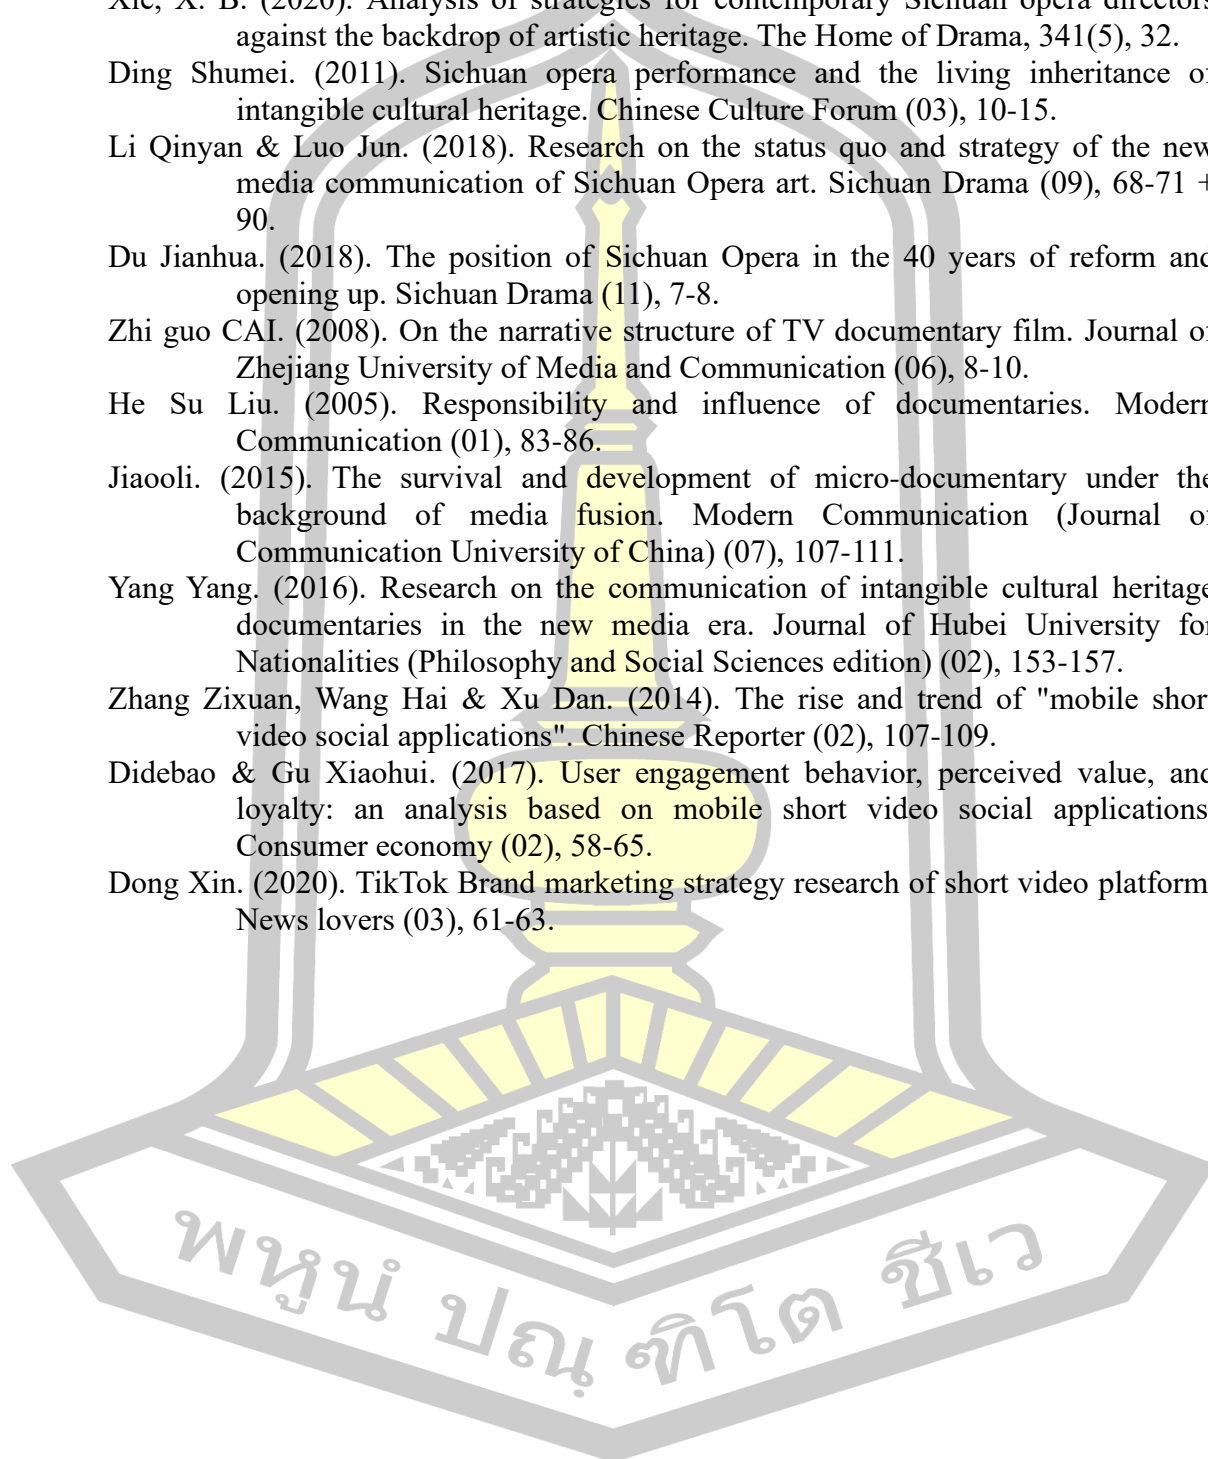 Xie, X. B. (2020). Analysis of strategies for contemporary Sichuan opera directors
against the backdrop of artistic heritage. The Home of Drama, 341(5), 32.
Ding Shumei. (2011). Sichuan opera performance and the living inheritance of
intangible cultural heritage. Chinese Culture Forum (03), 10-15.
Li Qinyan & Luo Jun. (2018). Research on the status quo and strategy of the new
media communication of Sichuan Opera art. Sichuan Drama (09), 68-71 +
90.
Du Jianhua. (2018). The position of Sichuan Opera in the 40 years of reform and
opening up. Sichuan Drama (11), 7-8.
Zhi guo CAI. (2008). On the narrative structure of TV documentary film. Journal of
Zhejiang University of Media and Communication (06), 8-10.
He Su Liu. (2005). Responsibility and influence of documentaries. Modern
Communication (01), 83-86.
Jiaooli. (2015). The survival and development of micro-documentary under the
background of media fusion. Modern Communication (Journal of
Communication University of China) (07), 107-111.
Yang Yang. (2016). Research on the communication of intangible cultural heritage
documentaries in the new media era. Journal of Hubei University for
Nationalities (Philosophy and Social Sciences edition) (02), 153-157.
Zhang Zixuan, Wang Hai & Xu Dan. (2014). The rise and trend of "mobile short
video social applications". Chinese Reporter (02), 107-109.
Didebao & Gu Xiaohui. (2017). User engagement behavior, perceived value, and
loyalty: an analysis based on mobile short video social applications.
Consumer economy (02), 58-65.
Dong Xin. (2020). TikTok Brand marketing strategy research of short video platform.
News lovers (03), 61-63.
พหูนํ ปณฺฑิโต ชีเว